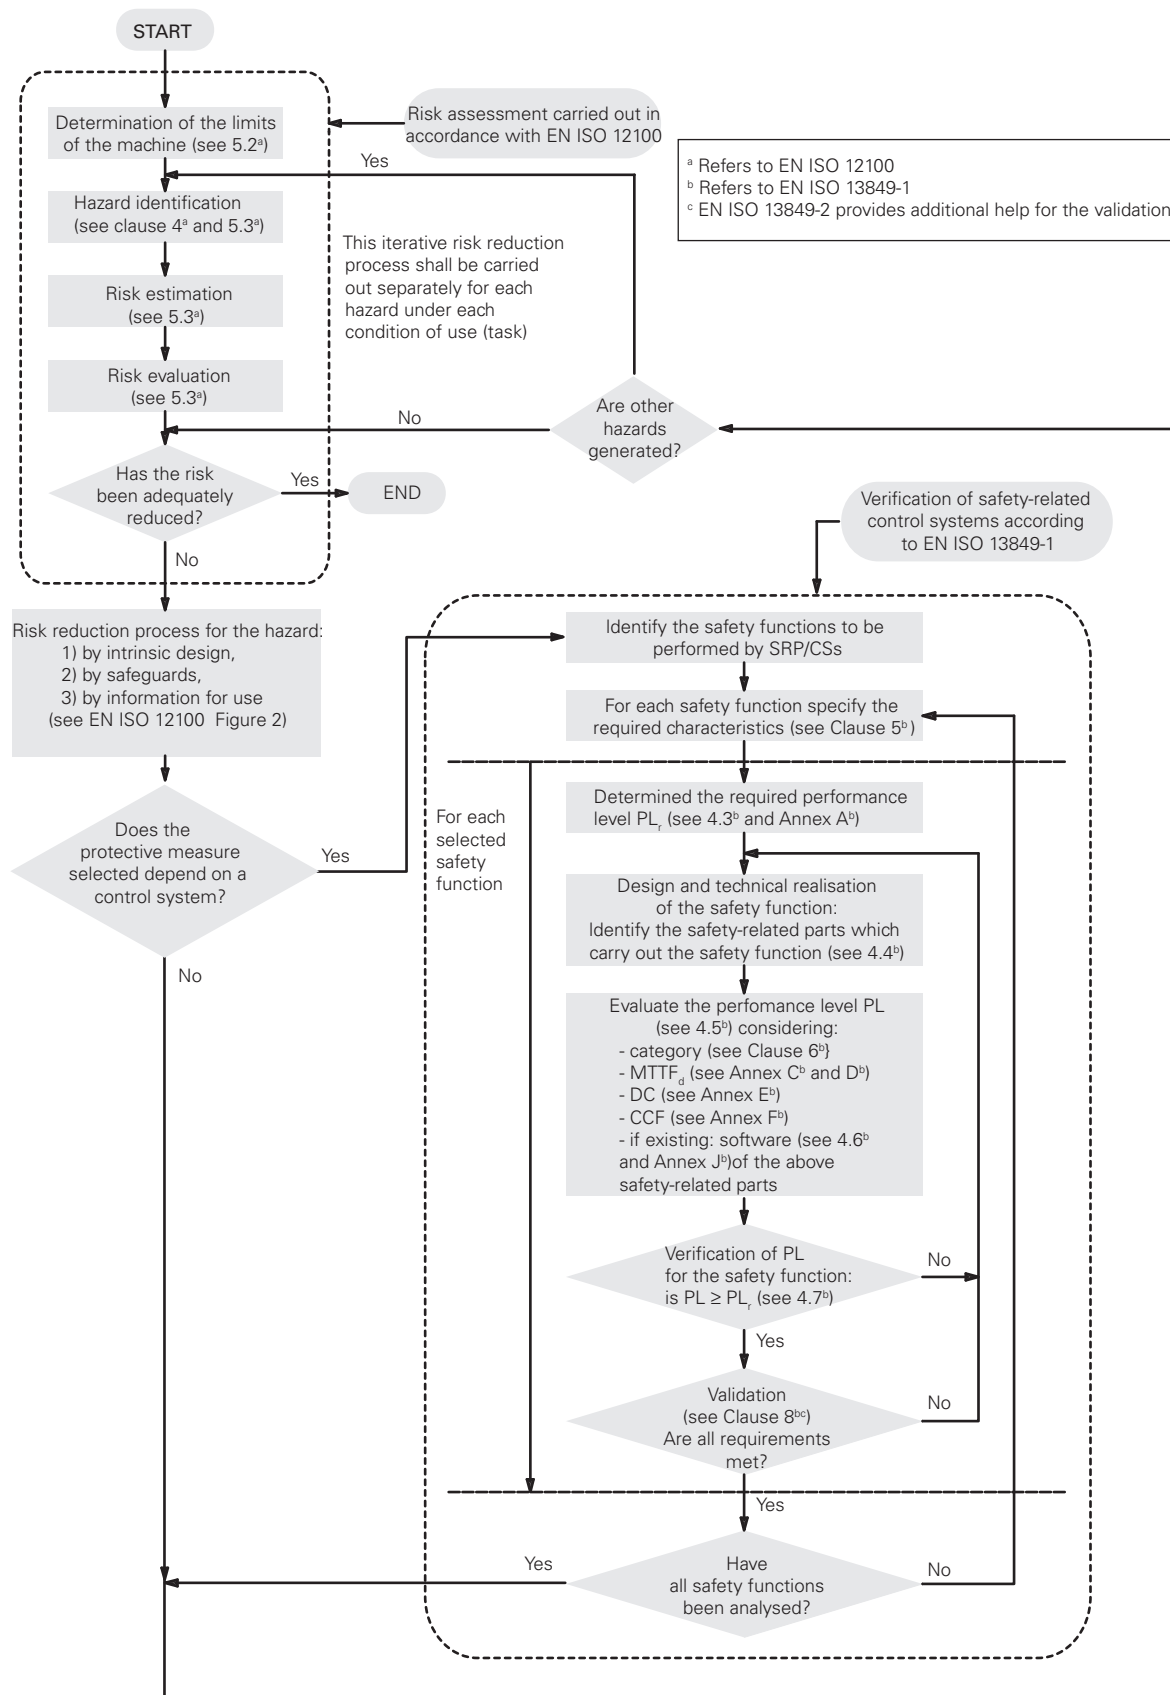 START
Determination of the limits
of the machine (see 5.2ᵃ)
Risk assessment carried out in
accordance with EN ISO 12100
Yes
ᵃ Refers to EN ISO 12100
ᵇ Refers to EN ISO 13849-1
ᶜ EN ISO 13849-2 provides additional help for the validation
Hazard identification
(see clause 4ᵃ and 5.3ᵃ)
This iterative risk reduction
process shall be carried
out separately for each
hazard under each
condition of use (task)
Risk estimation
(see 5.3ᵃ)
Risk evaluation
(see 5.3ᵃ)
No
Are other
hazards
generated?
Has the risk
been adequately
reduced?
Yes
END
No
Verification of safety-related
control systems according
to EN ISO 13849-1
Risk reduction process for the hazard:
1) by intrinsic design,
2) by safeguards,
3) by information for use
(see EN ISO 12100 Figure 2)
Identify the safety functions to be
performed by SRP/CSs
For each safety function specify the
required characteristics (see Clause 5ᵇ)
Does the
protective measure
selected depend on a
control system?
Yes
No
For each
selected
safety
function
Determined the required performance
level PLᵣ (see 4.3ᵇ and Annex Aᵇ)
Design and technical realisation
of the safety function:
Identify the safety-related parts which
carry out the safety function (see 4.4ᵇ)
Evaluate the perfomance level PL
(see 4.5ᵇ) considering:
- category (see Clause 6ᵇ}
- MTTF_d (see Annex Cᵇ and Dᵇ)
- DC (see Annex Eᵇ)
- CCF (see Annex Fᵇ)
- if existing: software (see 4.6ᵇ
and Annex Jᵇ)of the above
safety-related parts
Verification of PL
for the safety function:
is PL ≥ PLᵣ (see 4.7ᵇ)
No
Yes
Validation
(see Clause 8ᵇᶜ)
Are all requirements
met?
No
Yes
Have
all safety functions
been analysed?
Yes
No